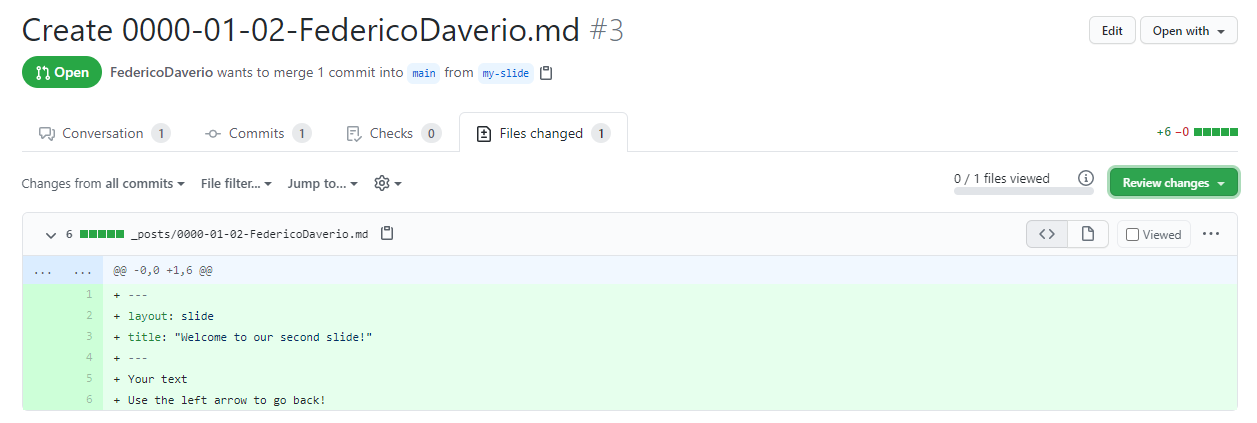 Create 0000-01-02-FedericoDaverio.md #3
Edit
Open with
Open
FedericoDaverio wants to merge 1 commit into main from my-slide
Conversation 1
Commits 1
Checks 0
Files changed 1
+6 −0
Changes from all commits
File filter...
Jump to...
0 / 1 files viewed
Review changes
6 _posts/0000-01-02-FedericoDaverio.md
Viewed
... ... @@ -0,0 +1,6 @@
1 + ---
2 + layout: slide
3 + title: "Welcome to our second slide!"
4 + ---
5 + Your text
6 + Use the left arrow to go back!